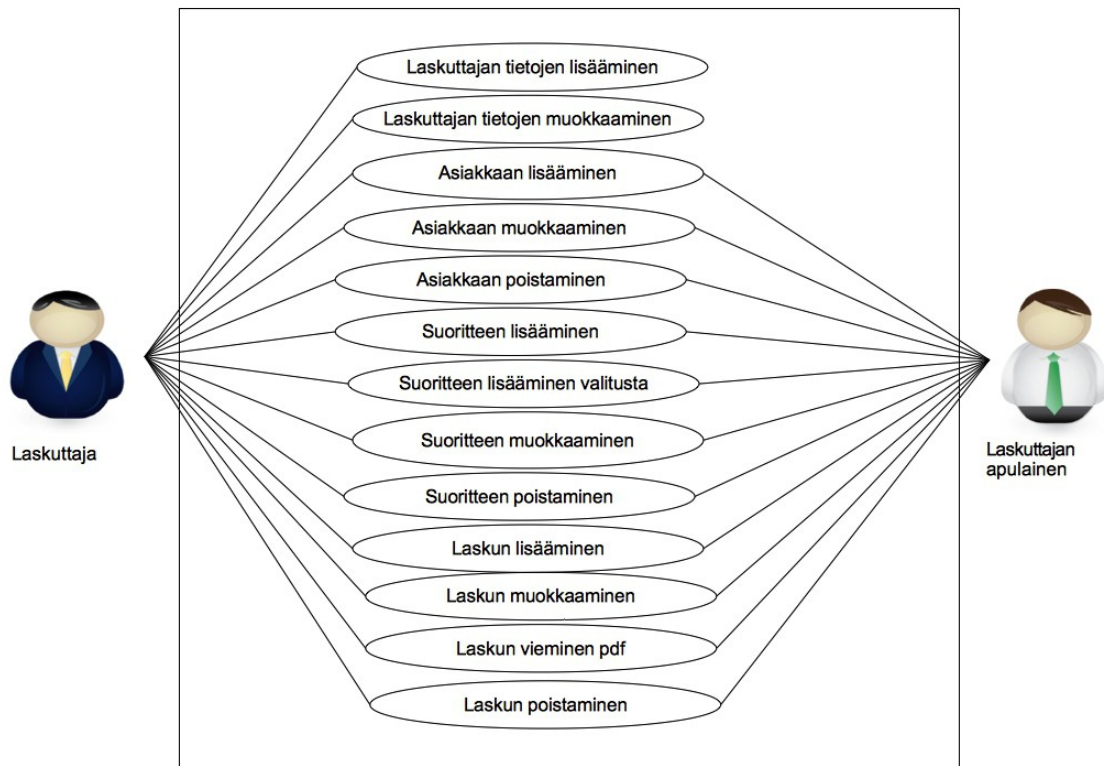 Laskuttajan tietojen lisääminen
Laskuttajan tietojen muokkaaminen
Asiakkaan lisääminen
Asiakkaan muokkaaminen
Asiakkaan poistaminen
Suoritteen lisääminen
Suoritteen lisääminen valitusta
Suoritteen muokkaaminen
Suoritteen poistaminen
Laskun lisääminen
Laskun muokkaaminen
Laskun vieminen pdf
Laskun poistaminen
Laskuttaja
Laskuttajan
apulainen